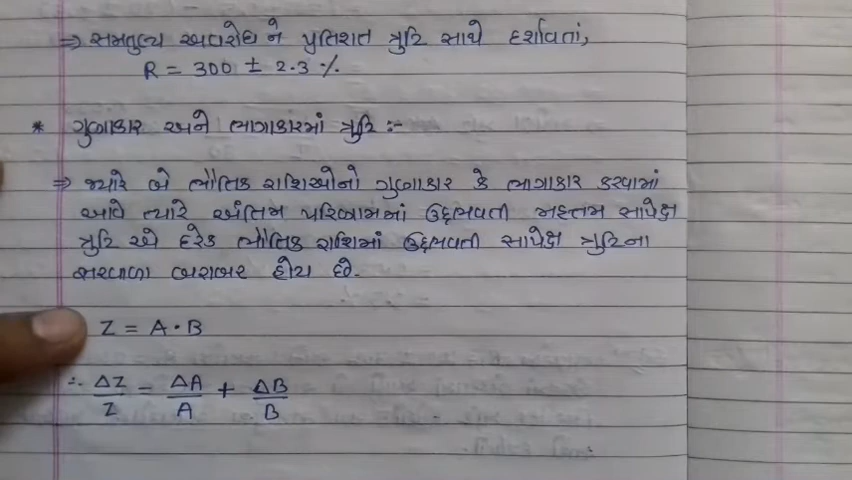 ⇒ સમતુલ્ય અવરોધ ને પ્રતિશત ત્રુટિ સાથે દર્શાવતાં,
R = 300 ± 2.3 %
* ગુણાકાર અને ભાગાકારમાં ત્રુટિ :-
⇒ જ્યારે બે ભૌતિક રાશિઓનો ગુણાકાર કે ભાગાકાર કરવામાં
આવે ત્યારે અંતિમ પરિણામમાં ઉદ્દભવતી મહત્તમ સાપેક્ષ
ત્રુટિ એ દરેક ભૌતિક રાશિમાં ઉદ્દભવતી સાપેક્ષ ત્રુટિના
સરવાળા બરાબર હોય છે.
Z = A · B
∴ ΔZ/Z = ΔA/A + ΔB/B